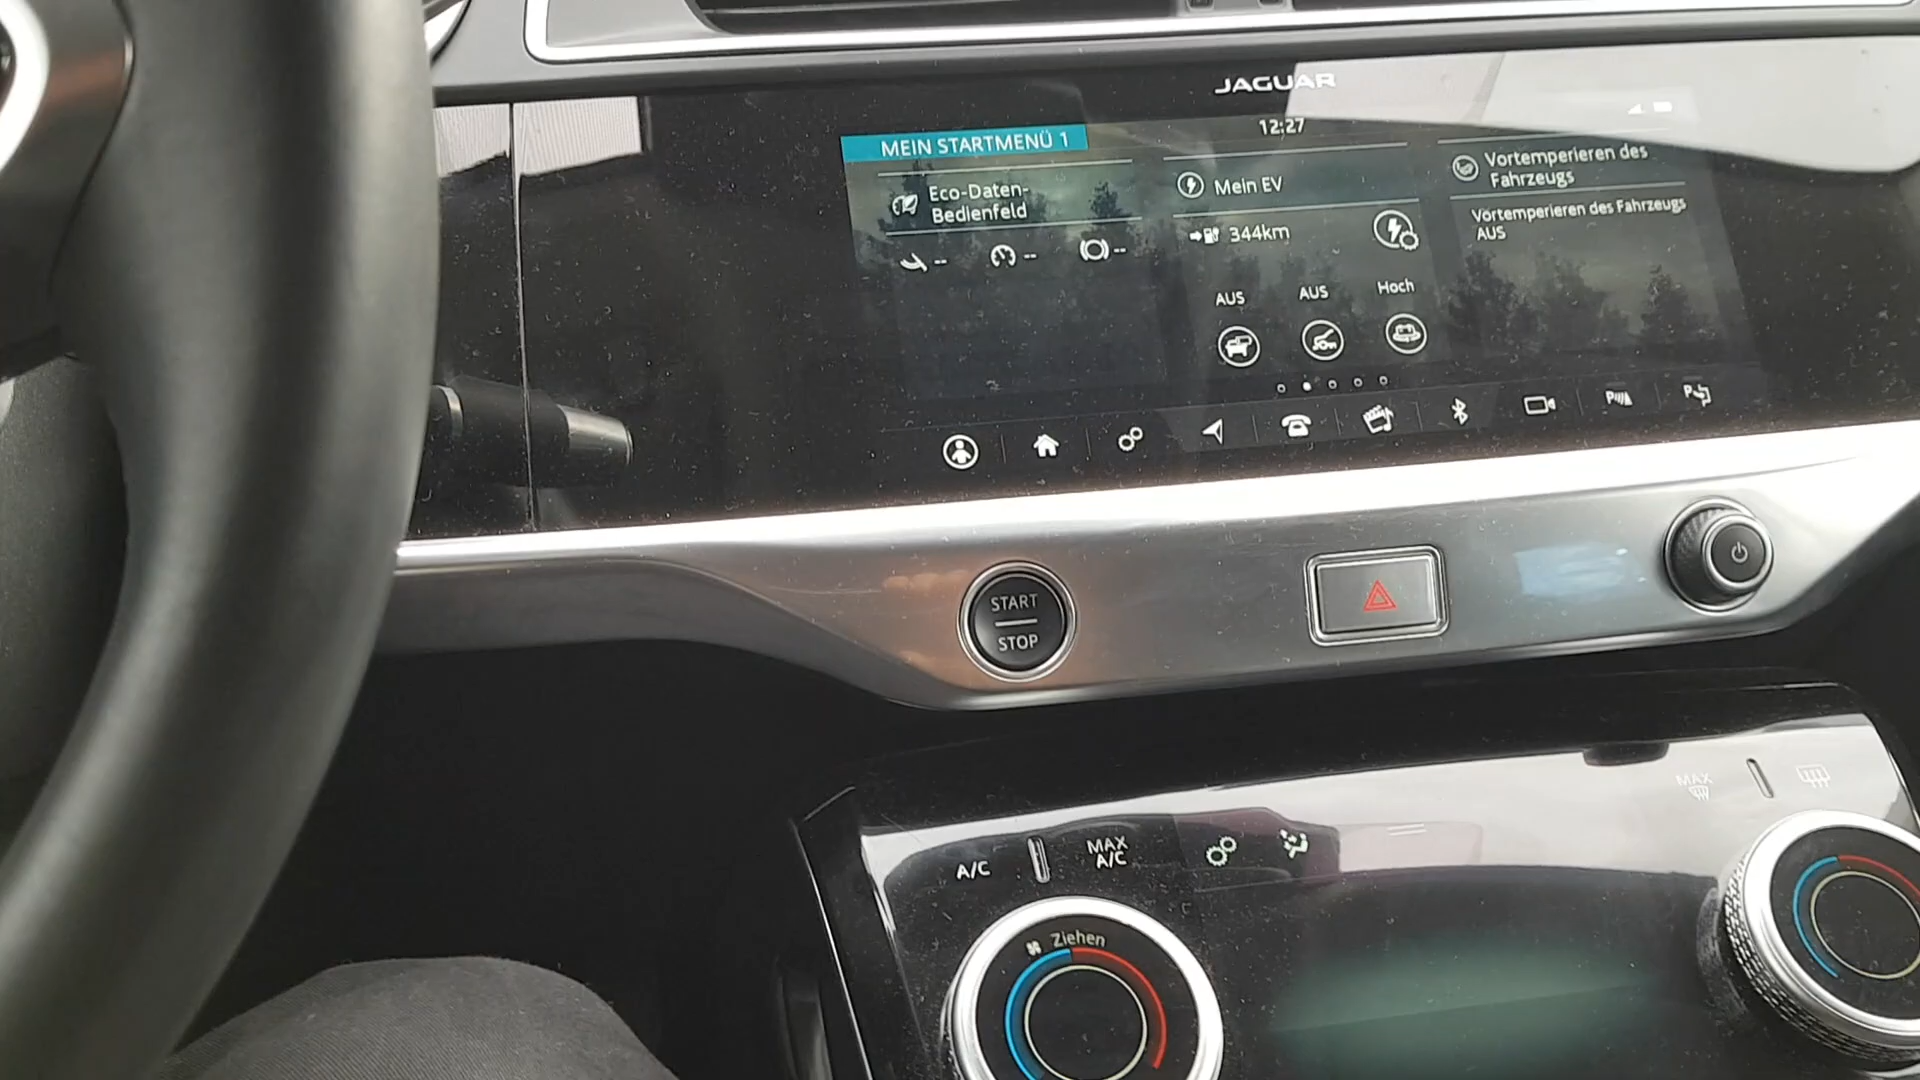 JAGUAR
12:27
MEIN STARTMENÜ 1
Eco-Daten-
Bedienfeld
--
--
--
Mein EV
344km
AUS
AUS
Hoch
Vortemperieren des
Fahrzeugs
Vortemperieren des Fahrzeugs
AUS
START
STOP
A/C
MAX
A/C
MAX
Ziehen